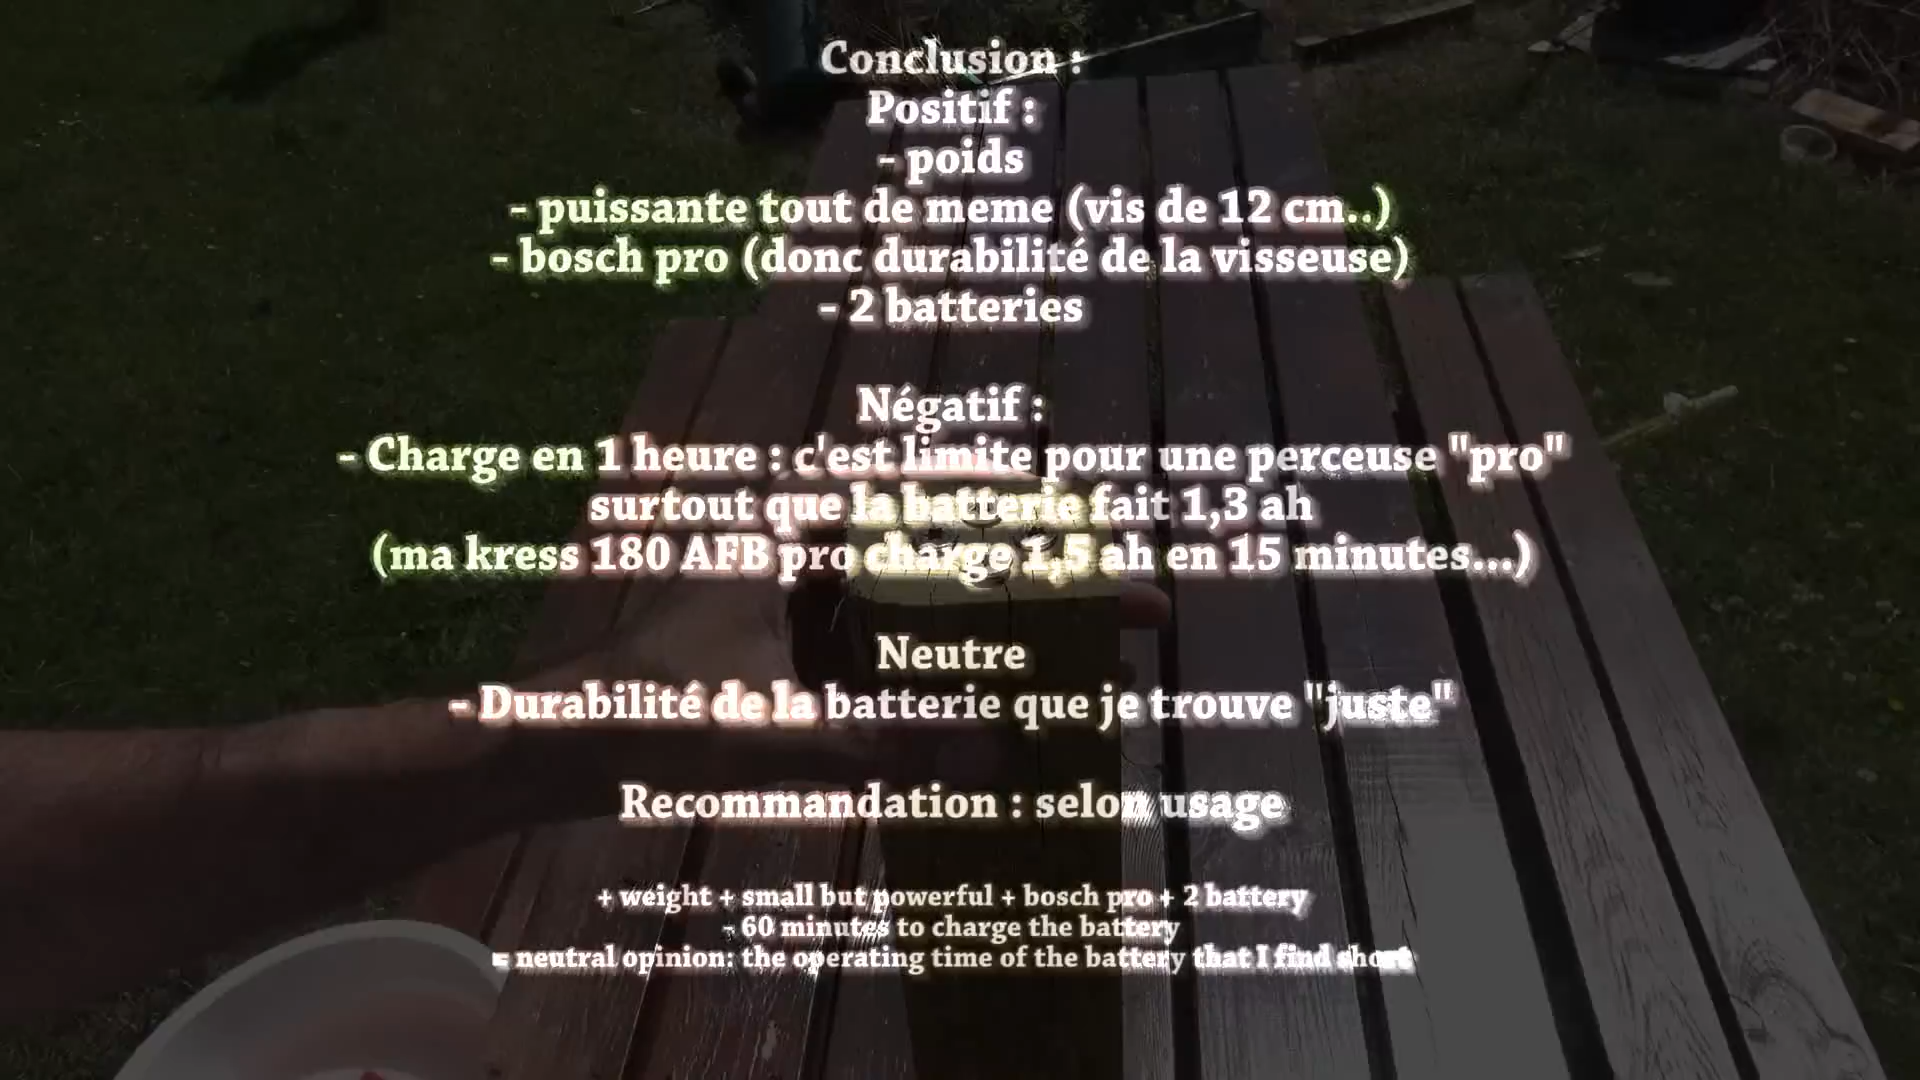 Conclusion :
Positif :
- poids
- puissante tout de meme (vis de 12 cm..)
- bosch pro (donc durabilité de la visseuse)
- 2 batteries
Négatif :
- Charge en 1 heure : c'est limite pour une perceuse "pro"
surtout que la batterie fait 1,3 ah
(ma kress 180 AFB pro charge 1,5 ah en 15 minutes...)
Neutre
- Durabilité de la batterie que je trouve "juste"
Recommandation : selon usage
+ weight + small but powerful + bosch pro + 2 battery
- 60 minutes to charge the battery
= neutral opinion: the operating time of the battery that I find short